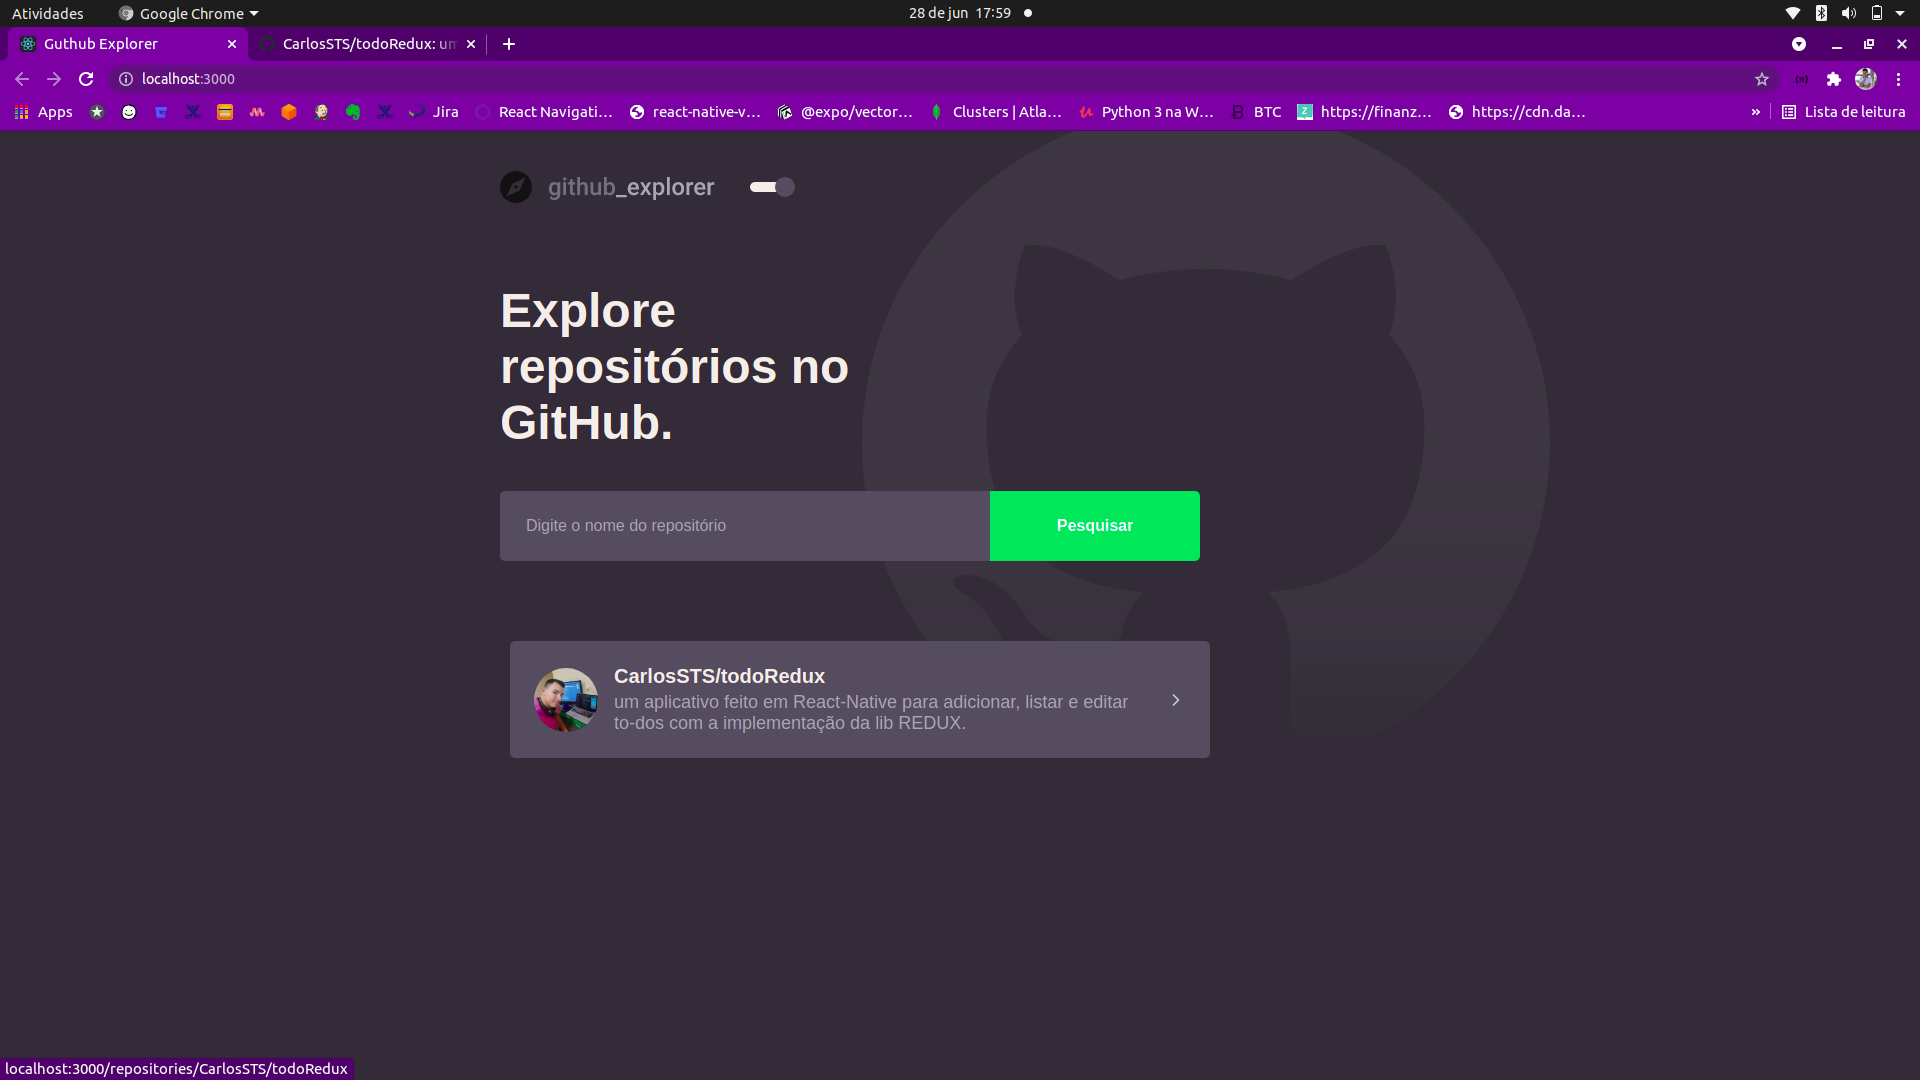 Atividades
Google Chrome
28 de jun 17:59
Guthub Explorer
CarlosSTS/todoRedux: um
localhost:3000
Apps
Jira
React Navigati...
react-native-v...
@expo/vector...
Clusters | Atla...
Python 3 na W...
BTC
https://finanz...
https://cdn.da...
»
Lista de leitura
github_explorer
Explore
repositórios no
GitHub.
Digite o nome do repositório
Pesquisar
CarlosSTS/todoRedux
um aplicativo feito em React-Native para adicionar, listar e editar
to-dos com a implementação da lib REDUX.
localhost:3000/repositories/CarlosSTS/todoRedux